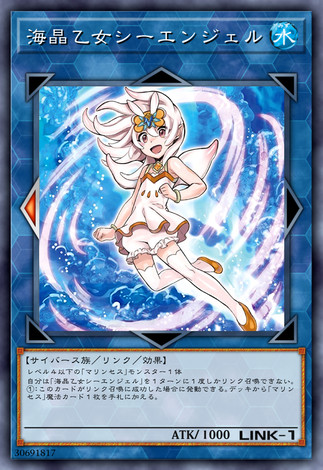 海晶乙女シーエンジェル
水
【サイバース族／リンク／効果】
レベル４以下の「マリンセス」モンスター１体
自分は「海晶乙女シーエンジェル」を１ターンに１度しかリンク召喚できない。
①：このカードがリンク召喚に成功した場合に発動できる。デッキから「マリン
セス」魔法カード１枚を手札に加える。
ATK/ 1000 LINK-1
30691817